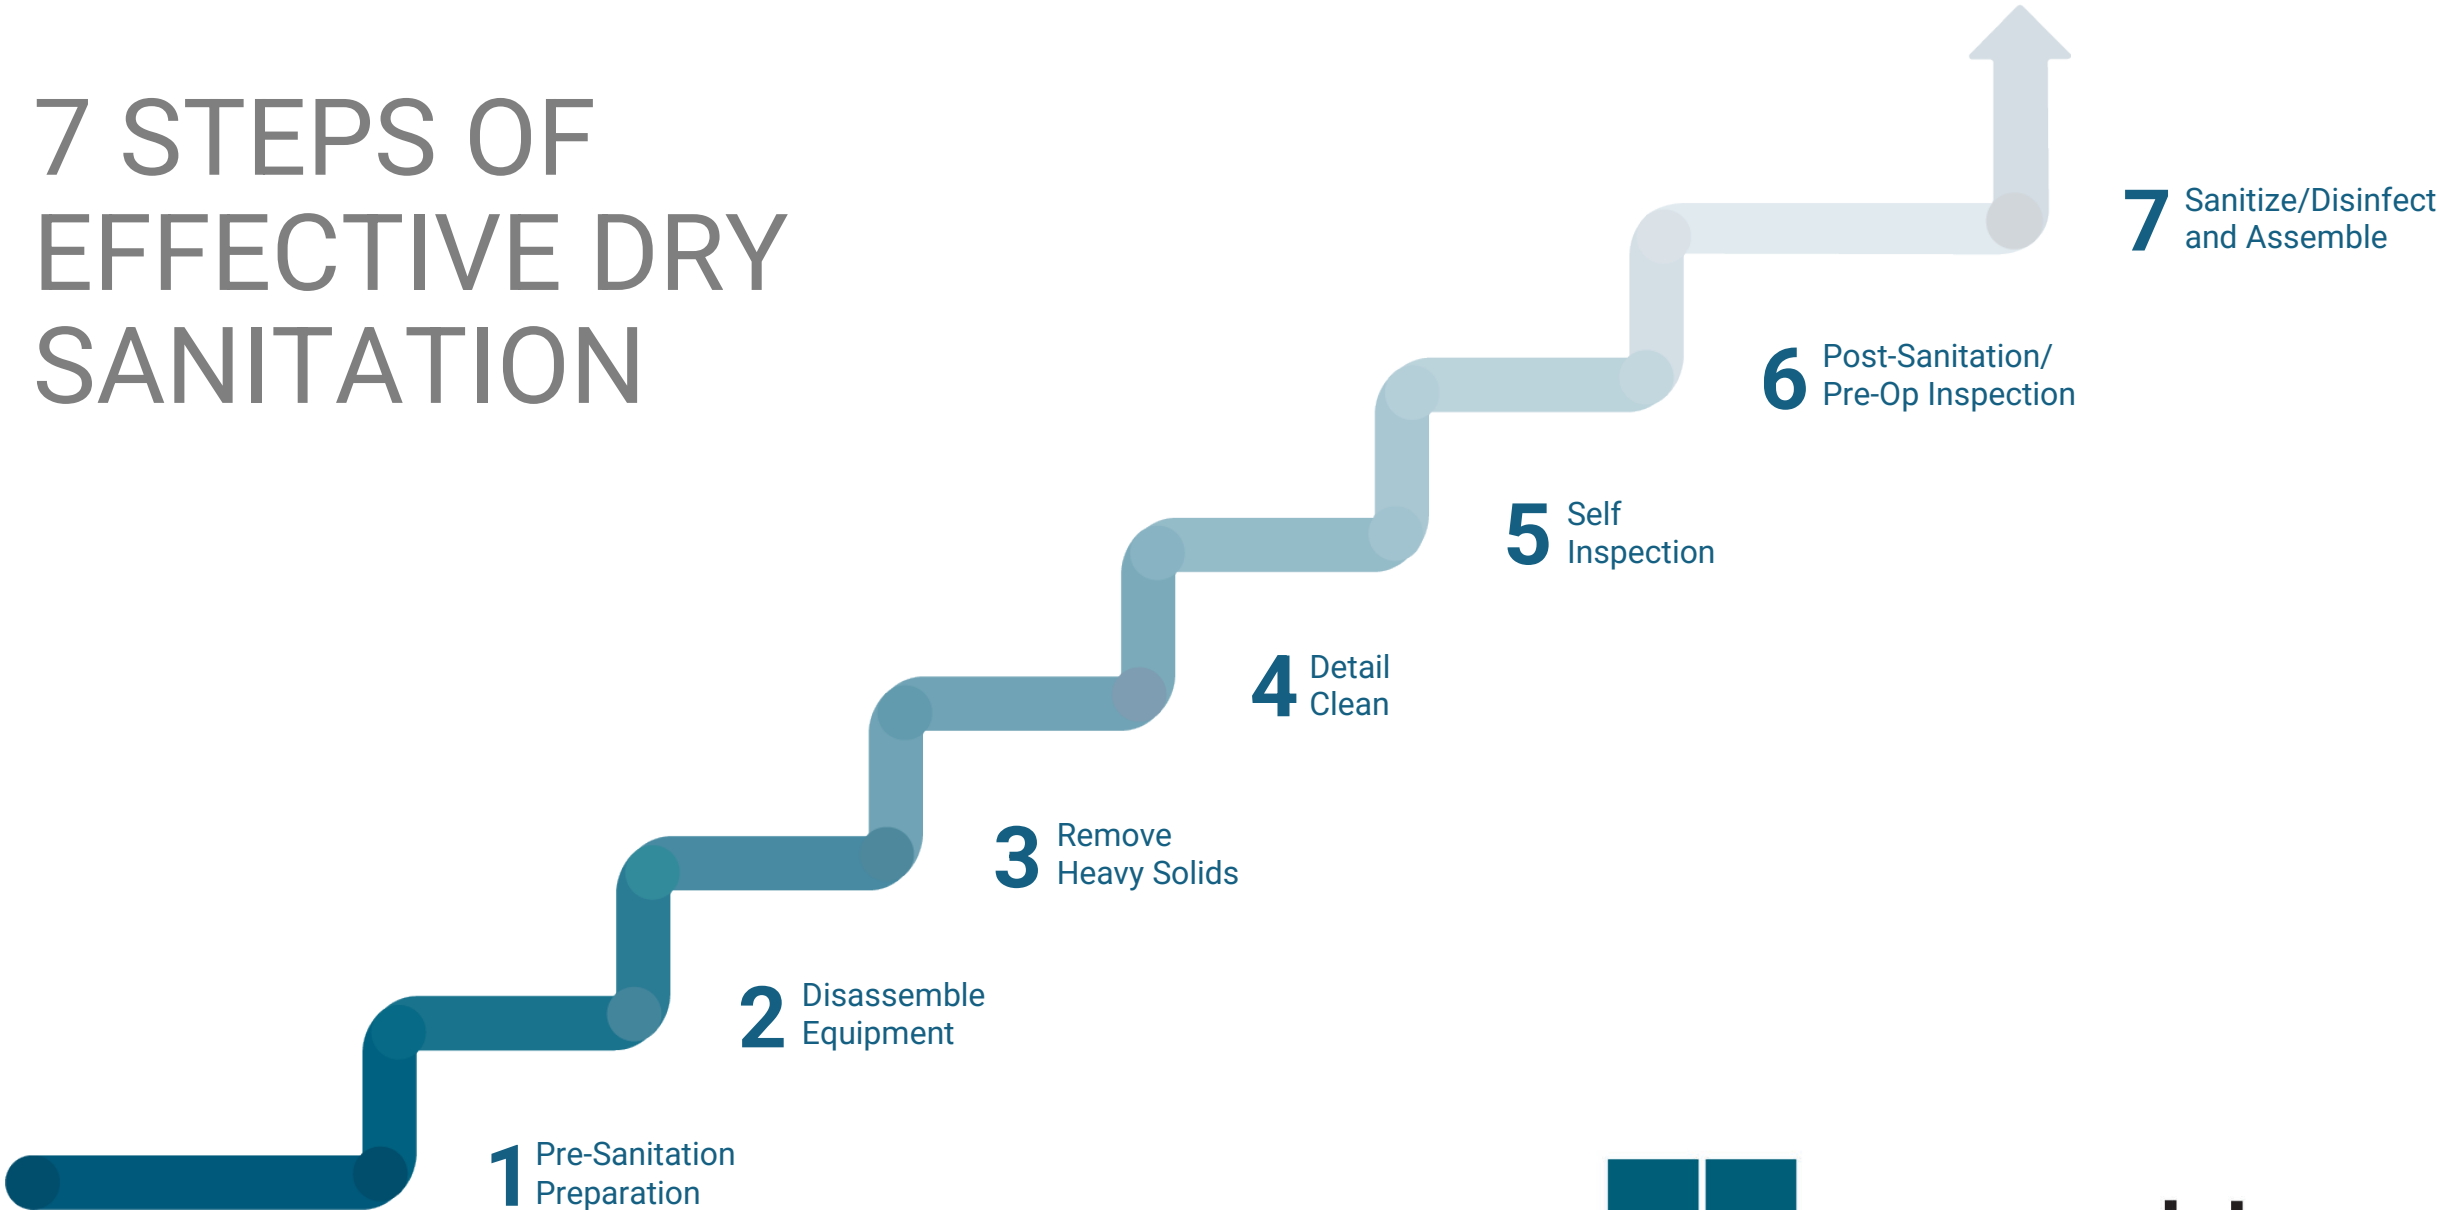 7 STEPS OF
EFFECTIVE DRY
SANITATION
7 Sanitize/Disinfect
and Assemble
6 Post-Sanitation/
Pre-Op Inspection
5 Self
Inspection
4 Detail
Clean
3 Remove
Heavy Solids
2 Disassemble
Equipment
1 Pre-Sanitation
Preparation